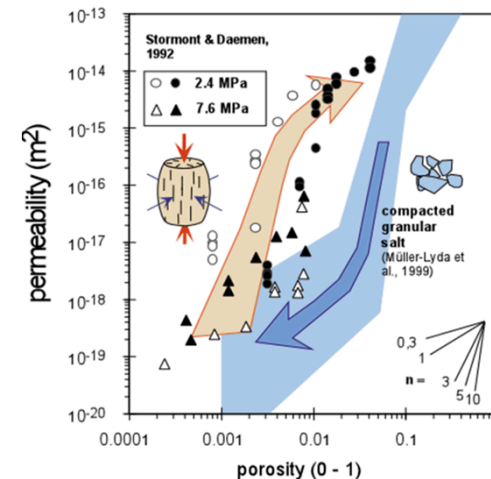 Stormont & Daemen,
1992
2.4 MPa
7.6 MPa
permeability (m²)
10-13
10-14
10-15
10-16
10-17
10-18
10-19
10-20
compacted
granular
salt
(Müller-Lyda et
al., 1999)
0,3
1
n = 3
5 10
0.0001
0.001
0.01
0.1
porosity (0 - 1)